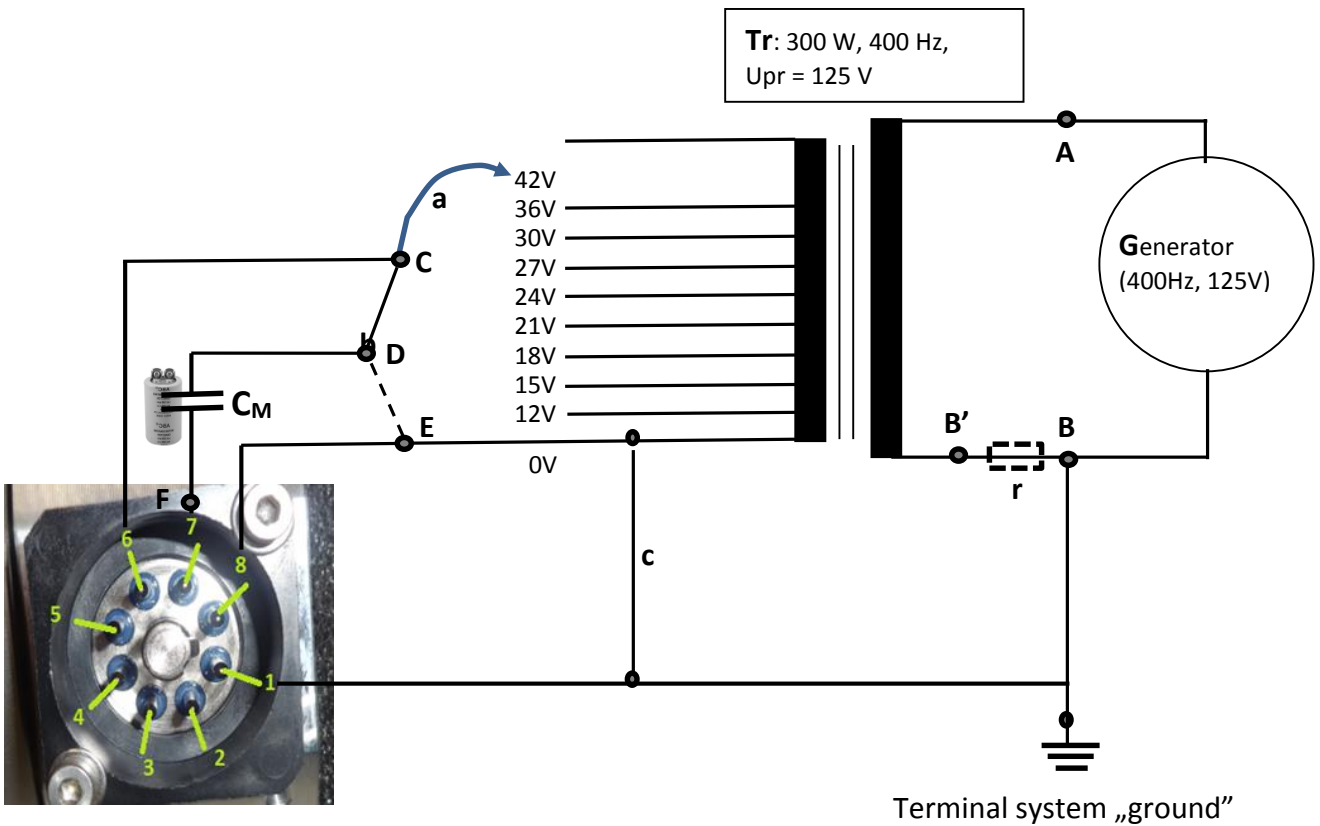 Tr: 300 W, 400 Hz,
Upr = 125 V
A
42V
a
36V
30V
Generator
(400Hz, 125V)
C
27V
24V
21V
D
18V
15V
CM
12V
E
B'
B
0V
r
F
7
6
8
c
5
1
4
2
3
Terminal system „ground”